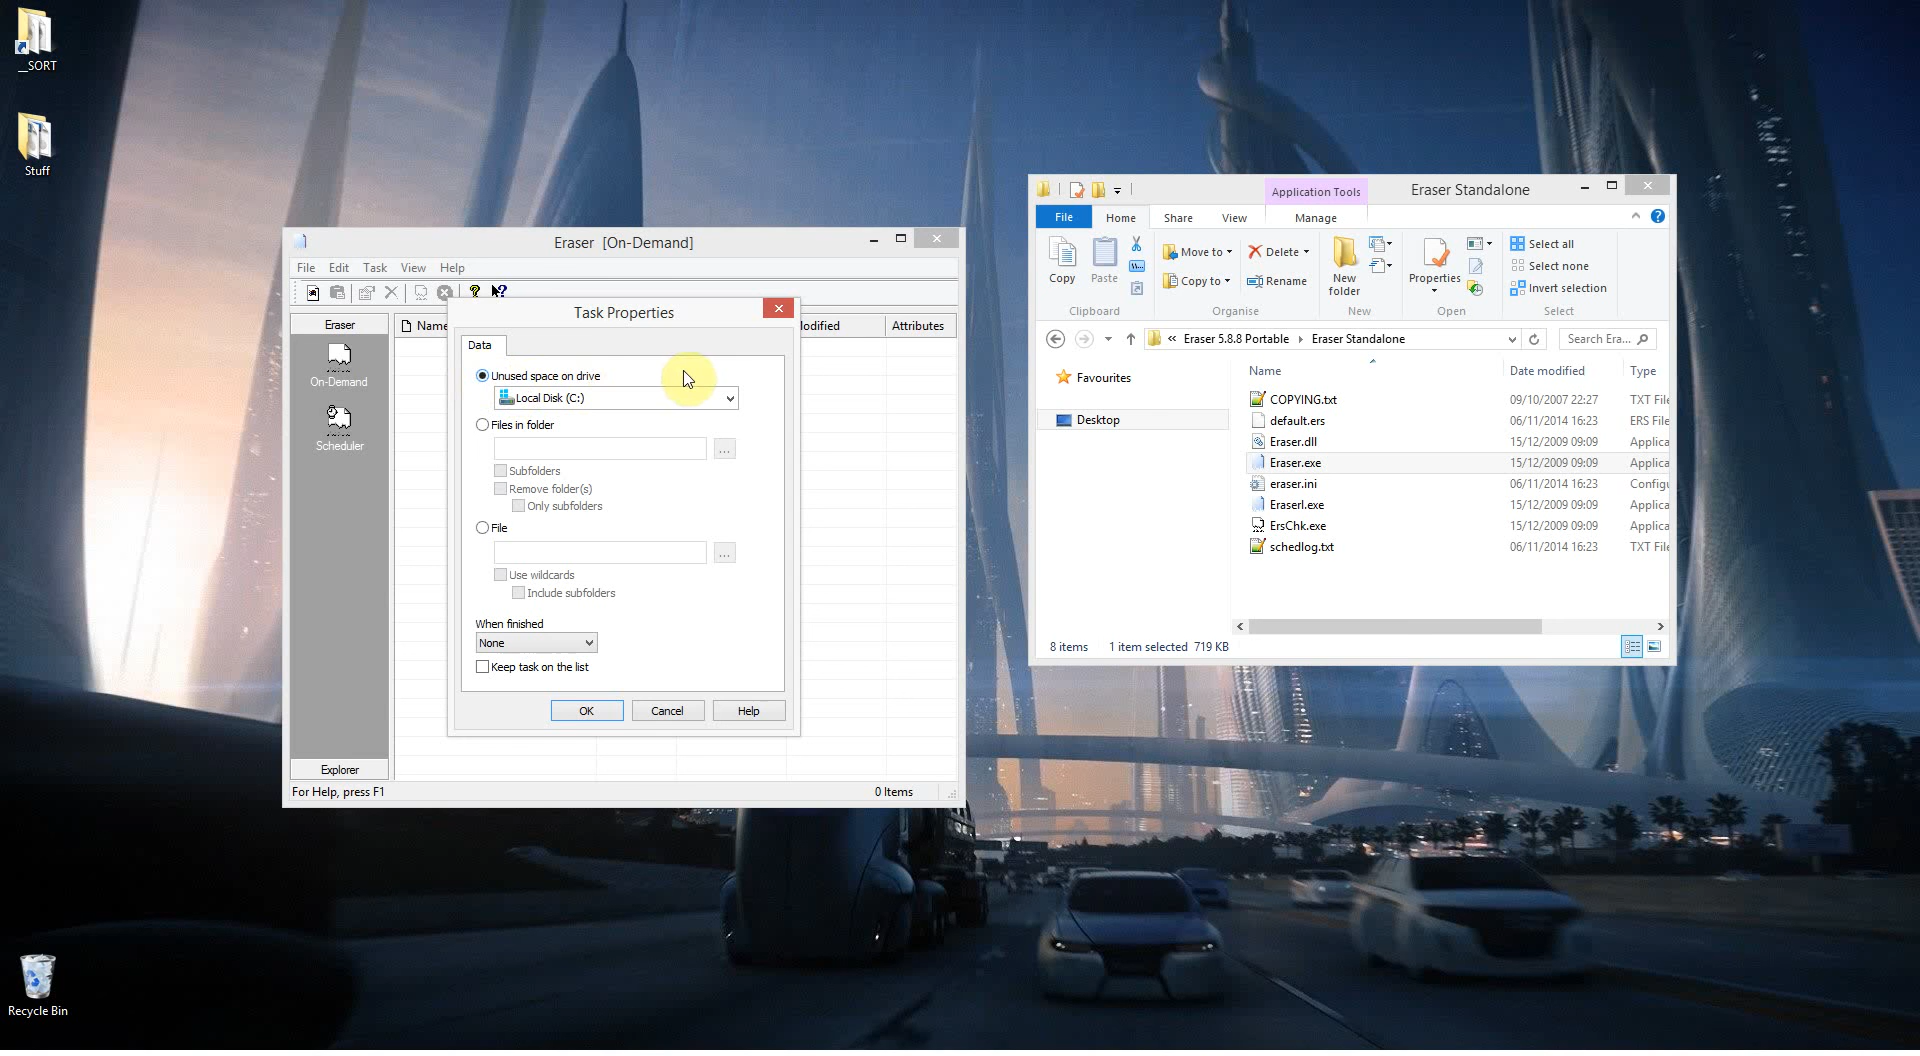 __SORT
Stuff
Recycle Bin
Eraser [On-Demand]
File Edit Task View Help
Eraser
On-Demand
Scheduler
Explorer
Name
Modified
Attributes
For Help, press F1
0 Items
Task Properties
Data
Unused space on drive
Local Disk (C:)
Files in folder
...
Subfolders
Remove folder(s)
Only subfolders
File
...
Use wildcards
Include subfolders
When finished
None
Keep task on the list
OK Cancel Help
Application Tools
Eraser Standalone
File Home Share View Manage
Copy
Paste
Clipboard
Move to
Copy to
Delete
Rename
Organise
New folder
New
Properties
Open
Select all
Select none
Invert selection
Select
« Eraser 5.8.8 Portable Eraser Standalone
Search Era...
Favourites
Desktop
Name Date modified Type
COPYING.txt 09/10/2007 22:27 TXT File
default.ers 06/11/2014 16:23 ERS File
Eraser.dll 15/12/2009 09:09 Applica
Eraser.exe 15/12/2009 09:09 Applica
eraser.ini 06/11/2014 16:23 Configu
Eraserl.exe 15/12/2009 09:09 Applica
ErsChk.exe 15/12/2009 09:09 Applica
schedlog.txt 06/11/2014 16:23 TXT File
8 items 1 item selected 719 KB